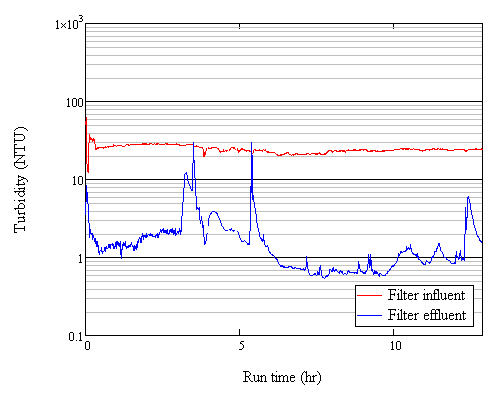 1×10³
100
10
1
0.1
0
5
10
Turbidity (NTU)
Run time (hr)
Filter influent
Filter effluent